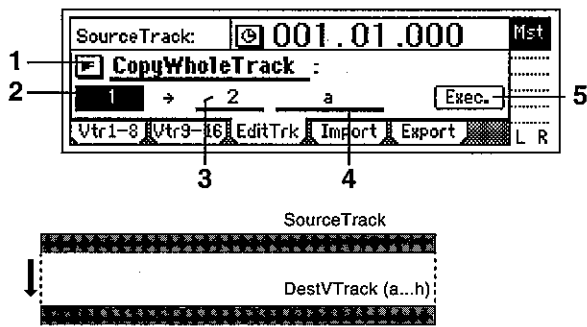 SourceTrack: 001.01.000 Mst
1 CopyWholeTrack :
2 1 → 2 a Exec. 5
Vtr1-8 Vtr9-16 EditTrk Import Export L R
3 4
SourceTrack
DestVTrack (a...h)